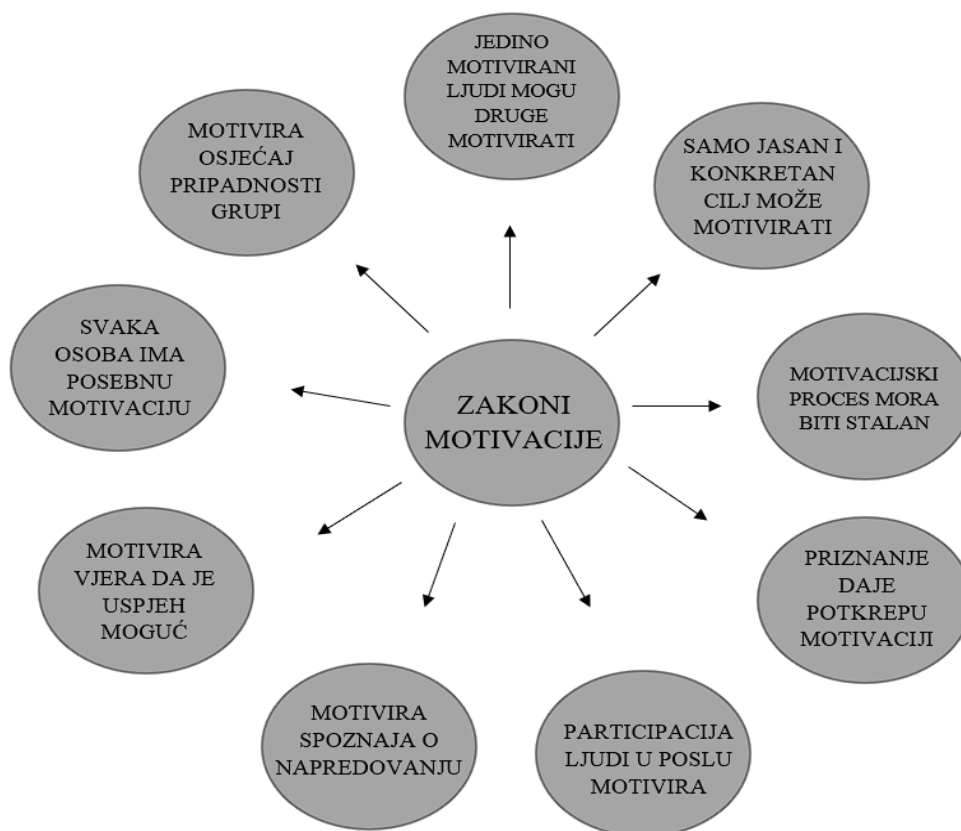 JEDINO
MOTIVIRANI
LJUDI MOGU
DRUGE
MOTIVIRATI
SAMO JASAN I
KONKRETAN
CILJ MOŽE
MOTIVIRATI
MOTIVACIJSKI
PROCES MORA
BITI STALAN
PRIZNANJE
DAJE
POTKREPU
MOTIVACIJI
PARTICIPACIJA
LJUDI U POSLU
MOTIVIRA
MOTIVIRA
SPOZNAJA O
NAPREDOVANJU
MOTIVIRA
VJERA DA JE
USPJEH
MOGUĆ
SVAKA
OSOBA IMA
POSEBNU
MOTIVACIJU
MOTIVIRA
OSJEĆAJ
PRIPADNOSTI
GRUPI
ZAKONI
MOTIVACIJE